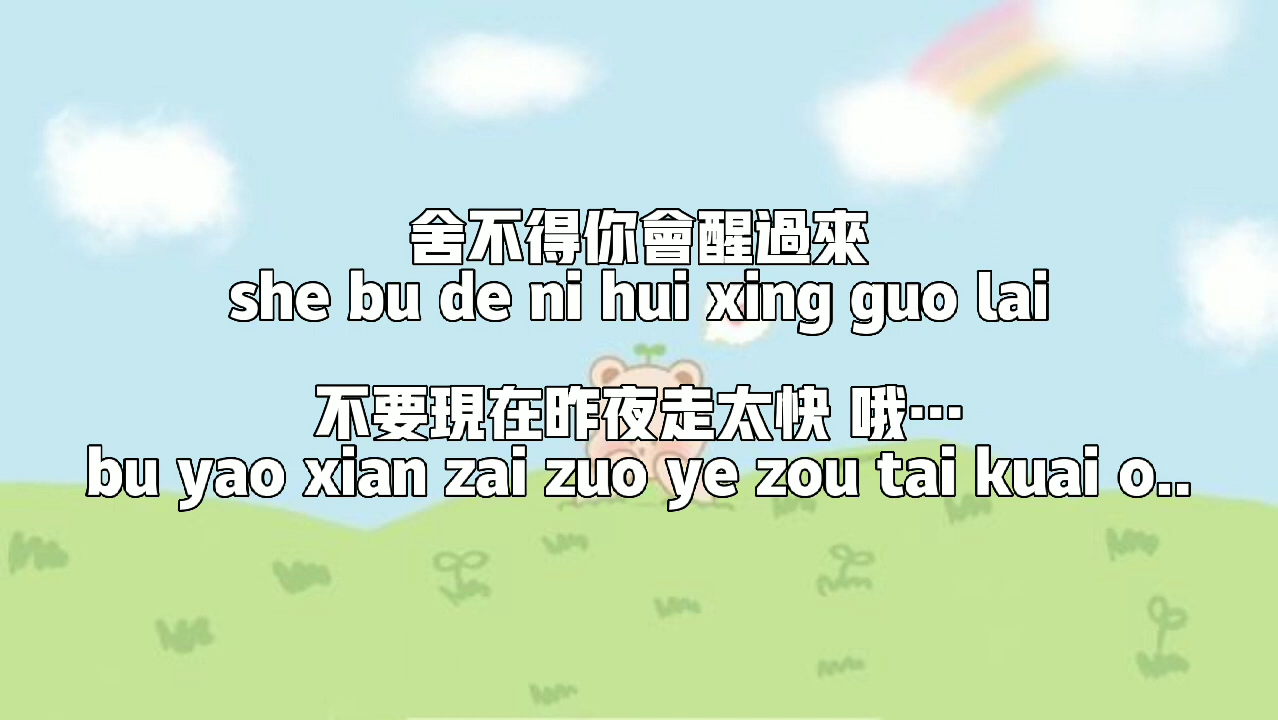 舍不得你會醒過來
she bu de ni hui xing guo lai
不要現在昨夜走太快 哦…
bu yao xian zai zuo ye zou tai kuai o..